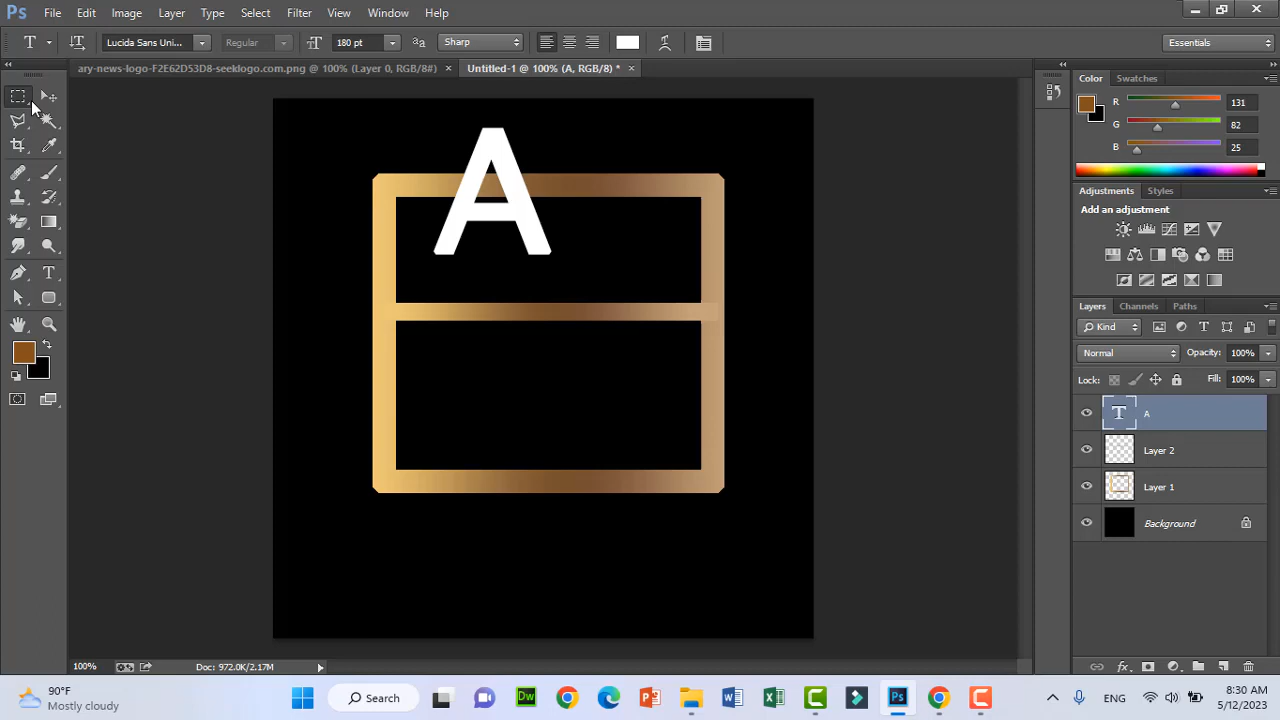 Ps File Edit Image Layer Type Select Filter 3D View Window Help
T Lucida Sans Uni... Regular 180 pt aa Sharp Essentials
ary-news-logo-F2E62D53D8-seeklogo.com.png @ 100% (Layer 0, RGB/8#) × Untitled-1 @ 100% (A, RGB/8) * ×
Color Swatches
R 131
G 82
B 25
Adjustments Styles
Add an adjustment
Layers Channels Paths
Kind
Normal Opacity: 100%
Lock: Fill: 100%
T A
Layer 2
Layer 1
Background
A
100% Doc: 972.0K/2.17M
90°F
Mostly cloudy
Search
Dw
ENG
:30 AM
5/12/2023